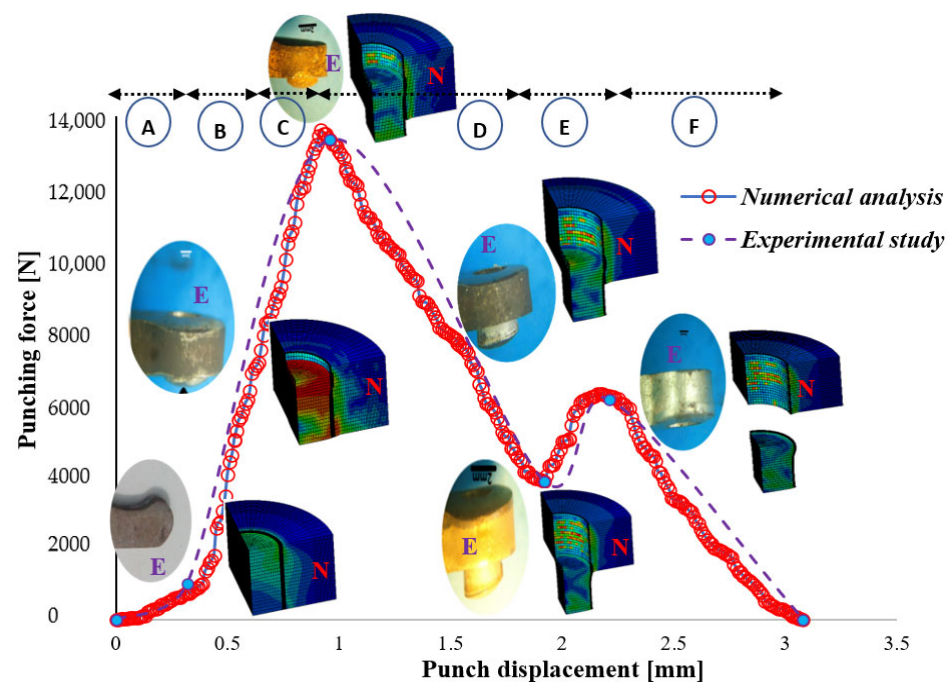 E
N
A
B
C
D
E
F
14,000
12,000
10,000
8000
6000
4000
2000
0
Punching force [N]
Numerical analysis
Experimental study
E
N
E
N
E
N
E
N
E
2mm
E
N
0
0.5
1
1.5
2
2.5
3
3.5
Punch displacement [mm]